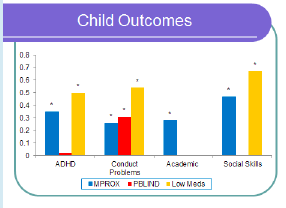 Child Outcomes
0.8
0.7
0.6
0.5
0.4
0.3
0.2
0.1
0
* * * * * * * *
ADHD Conduct Problems Academic Social Skills
MPROX PBLIND Low Meds